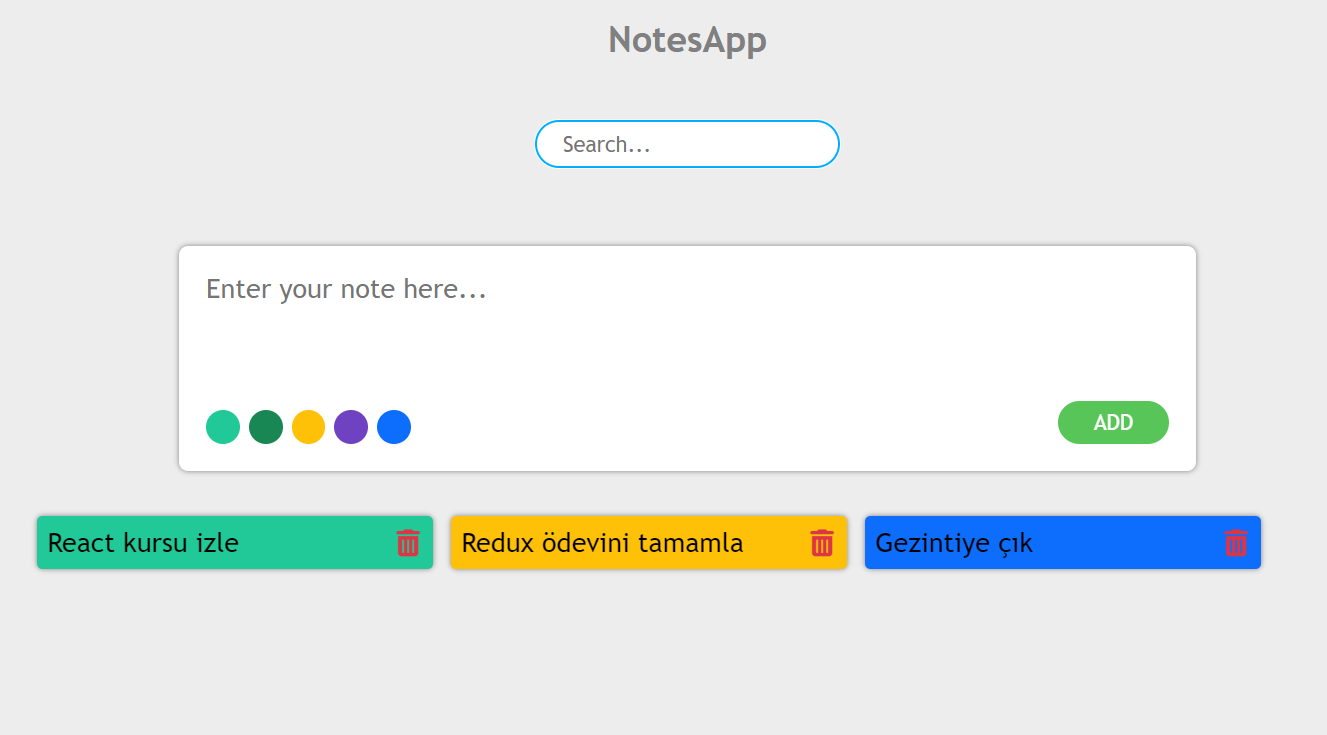 NotesApp
Search...
Enter your note here...
ADD
React kursu izle
Redux ödevini tamamla
Gezintiye çık